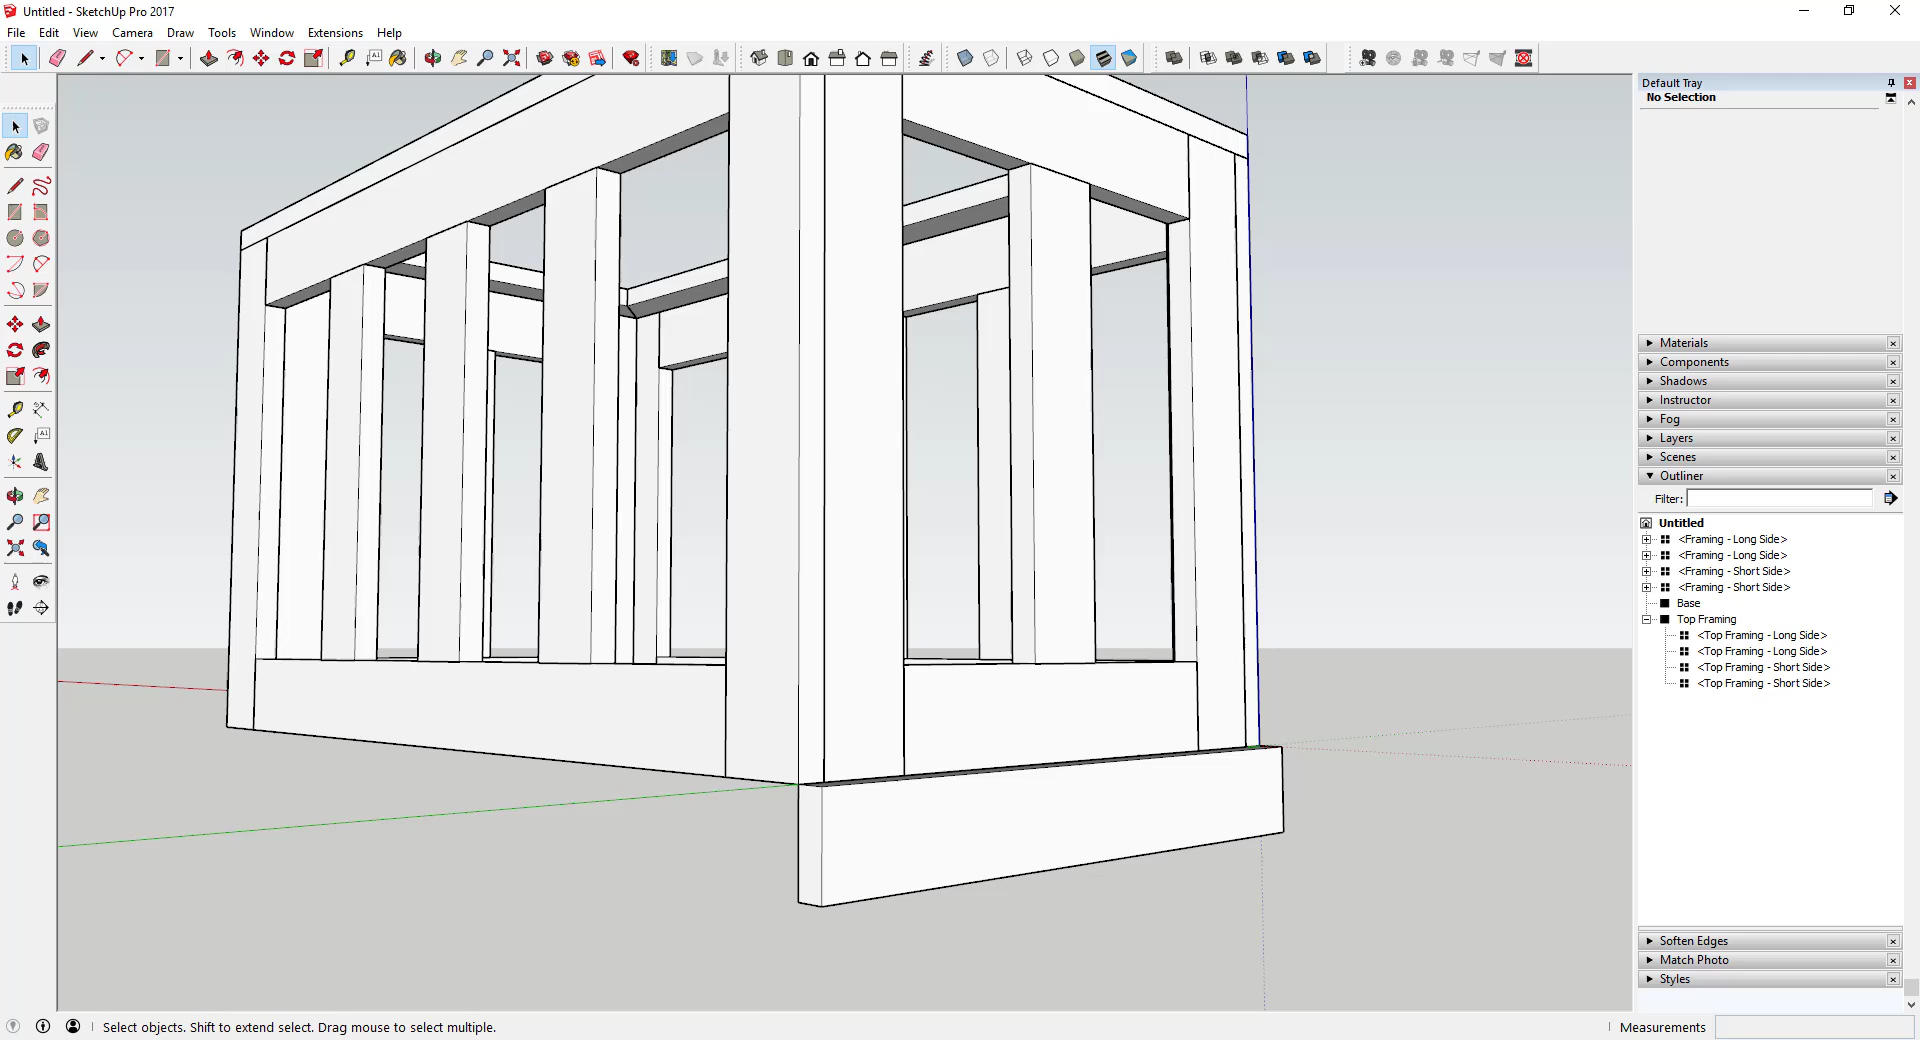 Untitled - SketchUp Pro 2017
File Edit View Camera Draw Tools Window Extensions Help
Default Tray
No Selection
Materials
Components
Shadows
Instructor
Fog
Layers
Scenes
Outliner
Filter:
Untitled
<Framing - Long Side>
<Framing - Long Side>
<Framing - Short Side>
<Framing - Short Side>
Base
Top Framing
<Top Framing - Long Side>
<Top Framing - Long Side>
<Top Framing - Short Side>
<Top Framing - Short Side>
Soften Edges
Match Photo
Styles
Select objects. Shift to extend select. Drag mouse to select multiple.
Measurements